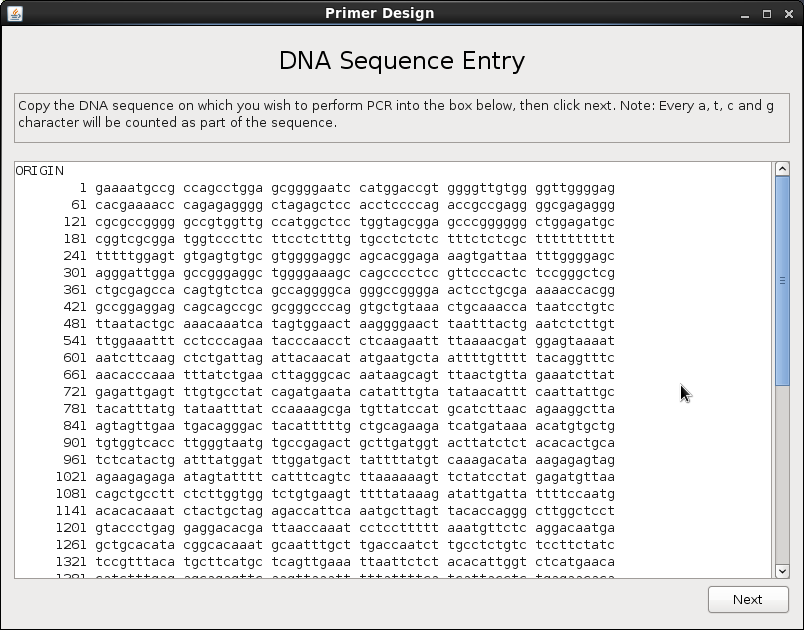 Primer Design
DNA Sequence Entry
Copy the DNA sequence on which you wish to perform PCR into the box below, then click next. Note: Every a, t, c and g
character will be counted as part of the sequence.
ORIGIN
1 gaaaatgccg ccagcctgga gcggggaatc catggaccgt ggggttgtgg ggttggggag
61 cacgaaaacc cagagagggg ctagagctcc acctccccag accgccgagg ggcgagaggg
121 cgcgccgggg gccgtggttg ccatggctcc tggtagcgga gcccgggggg ctggagatgc
181 cggtcgcgga tggtcccttc ttcctctttg tgcctctctc tttctctcgc tttttttttt
241 tttttggagt gtgagtgtgc gtggggaggc agcacggaga aagtgattaa tttggggagc
301 agggattgga gccgggaggc tggggaaagc cagcccctcc gttcccactc tccgggctcg
361 ctgcgagcca cagtgtctca gccaggggca gggccgggga actcctgcga aaaaccacgg
421 gccggaggag cagcagccgc gcgggcccag gtgctgtaaa ctgcaaacca taatcctgtc
481 ttaatactgc aaacaaatca tagtggaact aaggggaact taatttactg aatctcttgt
541 ttggaaattt cctcccagaa tacccaacct ctcaagaatt ttaaaacgat ggagtaaaat
601 aatcttcaag ctctgattag attacaacat atgaatgcta aattttgtttt tacaggtttc
661 aacacccaaat ttatctgaac cttagggcac aataagcagt ttaactgtta gaaatcttat
721 gagattgagt ttgtgcctat cagatgaata catatttgta tataacattt caattattgc
781 tacatttatg tataatttat ccaaaagcga tgttatccat gcatcttaac agaaggctta
841 agtagttgaa tgacagggac tacatttttg ctgcagaaga tcatgataaa acatgtgctg
901 tgtggtcacc ttgggtaatg tgccgagact gcttgatggt acttatctct acacactgca
961 tctcatactg atttatggat ttggatgact tattttatgt caaagacata aagagagtag
1021 agaagagaga atagtatttt catttcagtc ttaaaaaagt tctatcctat gagatgttaa
1081 cagctgcctt ctcttggtgg tctgtgaagt ttttataaag atattgatta ttttccaatg
1141 acacacaaat ctactgctag agaccattca aatgcttagt tacaccaggg cttggctcct
1201 gtaccctgag gaggacacga ttaaccaaat cctccttttt aaatgttctc aggacaatga
1261 gctgcacata cggcacaaat gcaatttgct tgaccaatct tgcctctgtc tccttctatc
1321 tccgtttaca tgcttcatgc tcagttgaaa ttaattctct acacattggt ctcatgaaca
Next